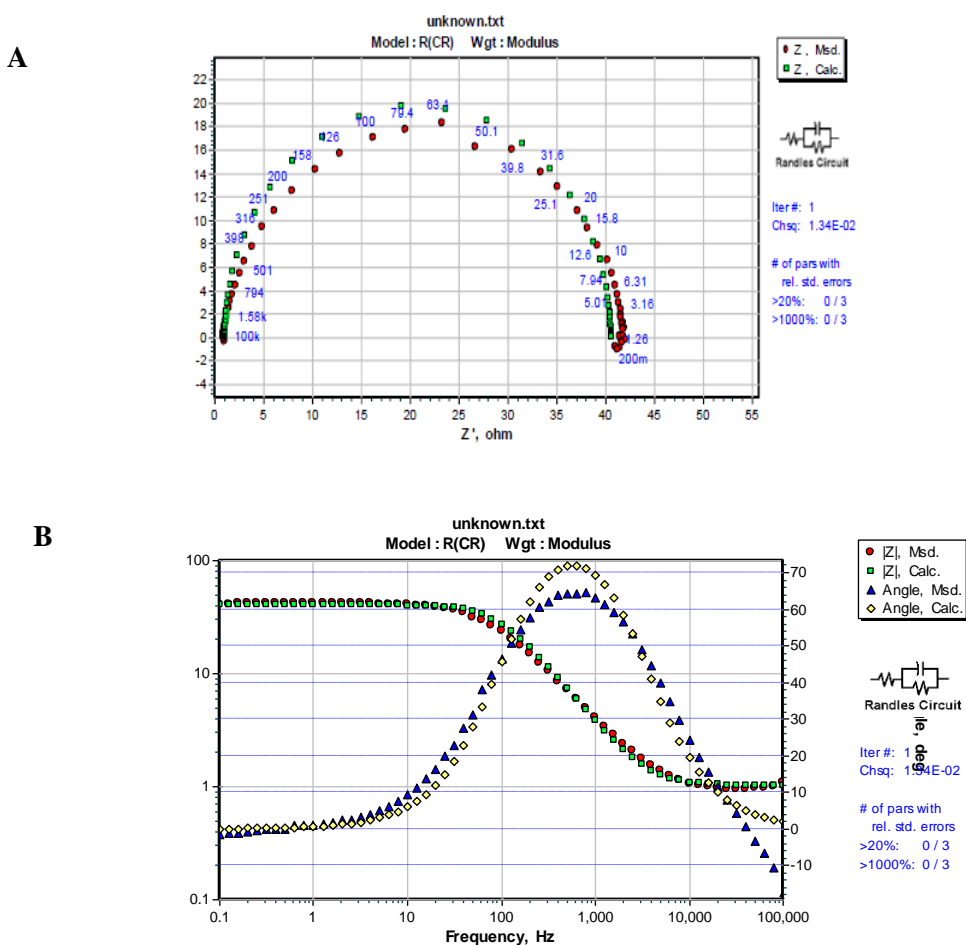 A
unknown.txt
Model : R(CR) Wgt : Modulus
22
20
18
16
14
12
10
8
6
4
2
0
-2
-4
63.1
79.4
100
126
50.1
158
31.6
39.8
200
20
251
25.1
316
15.8
398
12.6
10
501
7.94
6.31
794
5.01
3.16
1.58k
100k
1.26
200m
0 5 10 15 20 25 30 35 40 45 50 55
Z', ohm
Z , Msd.
Z , Calc.
Randles Circuit
Iter #: 1
Chsq: 1.34E-02
# of pars with
rel. std. errors
>20%: 0 / 3
>1000%: 0 / 3
B
unknown.txt
Model : R(CR) Wgt : Modulus
100
10
1
0.1
70
60
50
40
30
20
10
0
-10
0.1 1 10 100 1,000 10,000 100,000
Frequency, Hz
|Z|, Msd.
|Z|, Calc.
Angle, Msd.
Angle, Calc.
Randles Circuit
le, deg
Iter #: 1
Chsq: 1.34E-02
# of pars with
rel. std. errors
>20%: 0 / 3
>1000%: 0 / 3